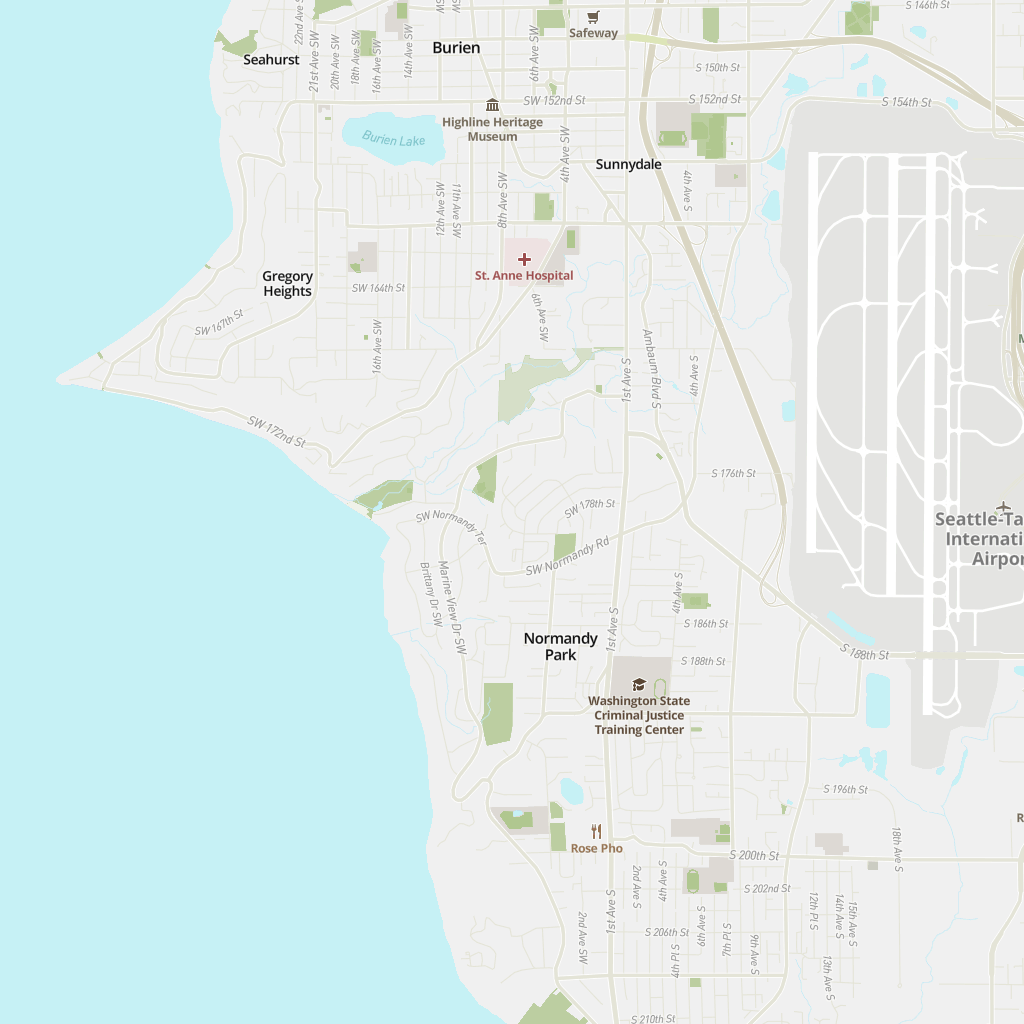 S 146th St
Safeway
22nd Ave S
21st Ave SW
20th Ave SW
18th Ave SW
16th Ave SW
14th Ave SW
SW
Burien
6th Ave SW
Seahurst
S 150th St
SW 152nd St
S 152nd St
S 154th St
Highline Heritage
Museum
Burien Lake
4th Ave SW
Sunnydale
4th Ave S
12th Ave SW
11th Ave SW
8th Ave SW
St. Anne Hospital
Gregory
Heights
SW 164th St
6th Ave SW
SW 167th St
16th Ave SW
Ambaum Blvd S
1st Ave S
4th Ave S
M
SW 172nd St
S 176th St
SW 178th St
SW Normandy Ter
Seattle-Ta
Internati
Airpor
SW Normandy Rd
Marine View Dr SW
Brittany Dr SW
4th Ave S
S 186th St
1st Ave S
Normandy
Park
S 188th St
S 188th St
Washington State
Criminal Justice
Training Center
S 196th St
R
18th Ave S
Rose Pho
S 200th St
2nd Ave S
4th Ave S
S 202nd St
1st Ave S
12th Pl S
14th Ave S
15th Ave S
2nd Ave SW
6th Ave S
7th Pl S
9th Ave S
S 206th St
4th Pl S
13th Ave S
S 210th St